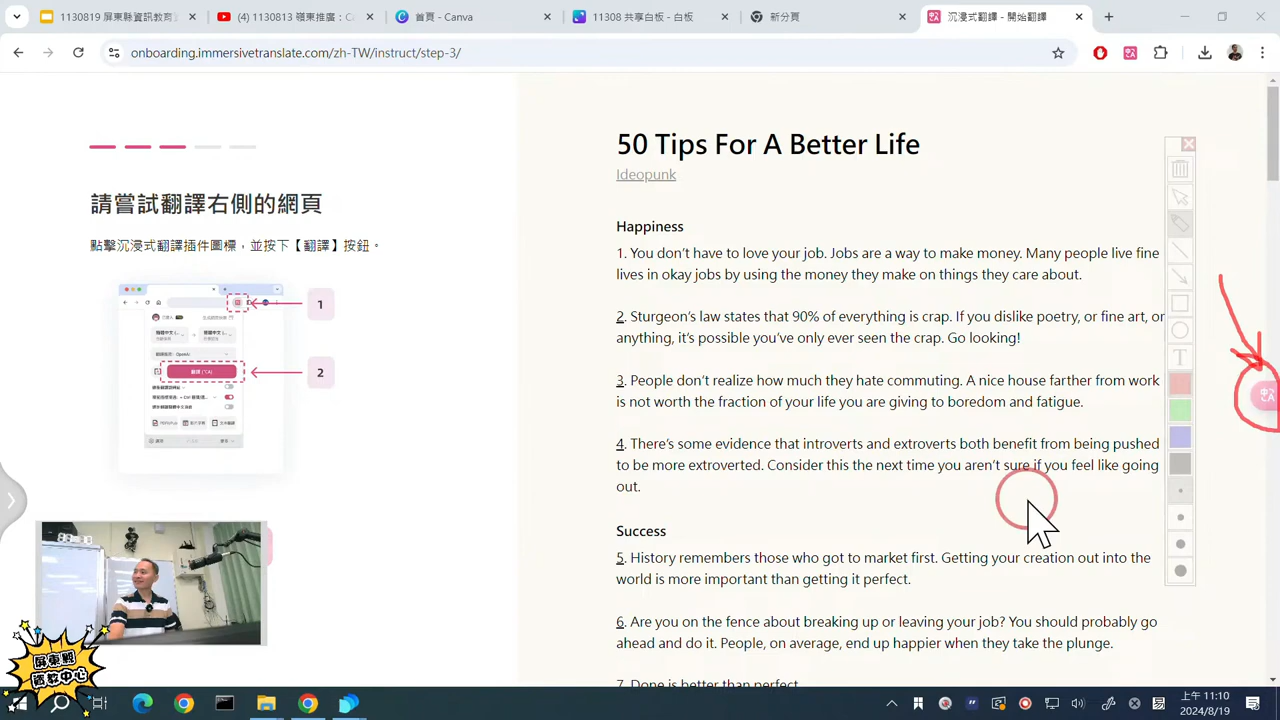 1130819 屏東縣資訊教育
(4) 1130813 嶺東推廣：C
首頁 - Canva
11308 共享白板 - 白板
新分頁
沉浸式翻譯 - 開始翻譯
onboarding.immersivetranslate.com/zh-TW/instruct/step-3/
請嘗試翻譯右側的網頁
點擊沉浸式翻譯插件圖標，並按下【翻譯】按鈕。
1
2
50 Tips For A Better Life
Ideopunk
Happiness
1. You don’t have to love your job. Jobs are a way to make money. Many people live fine
lives in okay jobs by using the money they make on things they care about.
2. Sturgeon’s law states that 90% of everything is crap. If you dislike poetry, or fine art, or
anything, it’s possible you’ve only ever seen the crap. Go looking!
3. People don’t realize how much they hate commuting. A nice house farther from work
is not worth the fraction of your life you are giving to boredom and fatigue.
4. There’s some evidence that introverts and extroverts both benefit from being pushed
to be more extroverted. Consider this the next time you aren’t sure if you feel like going
out.
Success
5. History remembers those who got to market first. Getting your creation out into the
world is more important than getting it perfect.
6. Are you on the fence about breaking up or leaving your job? You should probably go
ahead and do it. People, on average, end up happier when they take the plunge.
7. Done is better than perfect
T
屏東縣
資教中心
上午 11:10
2024/8/19